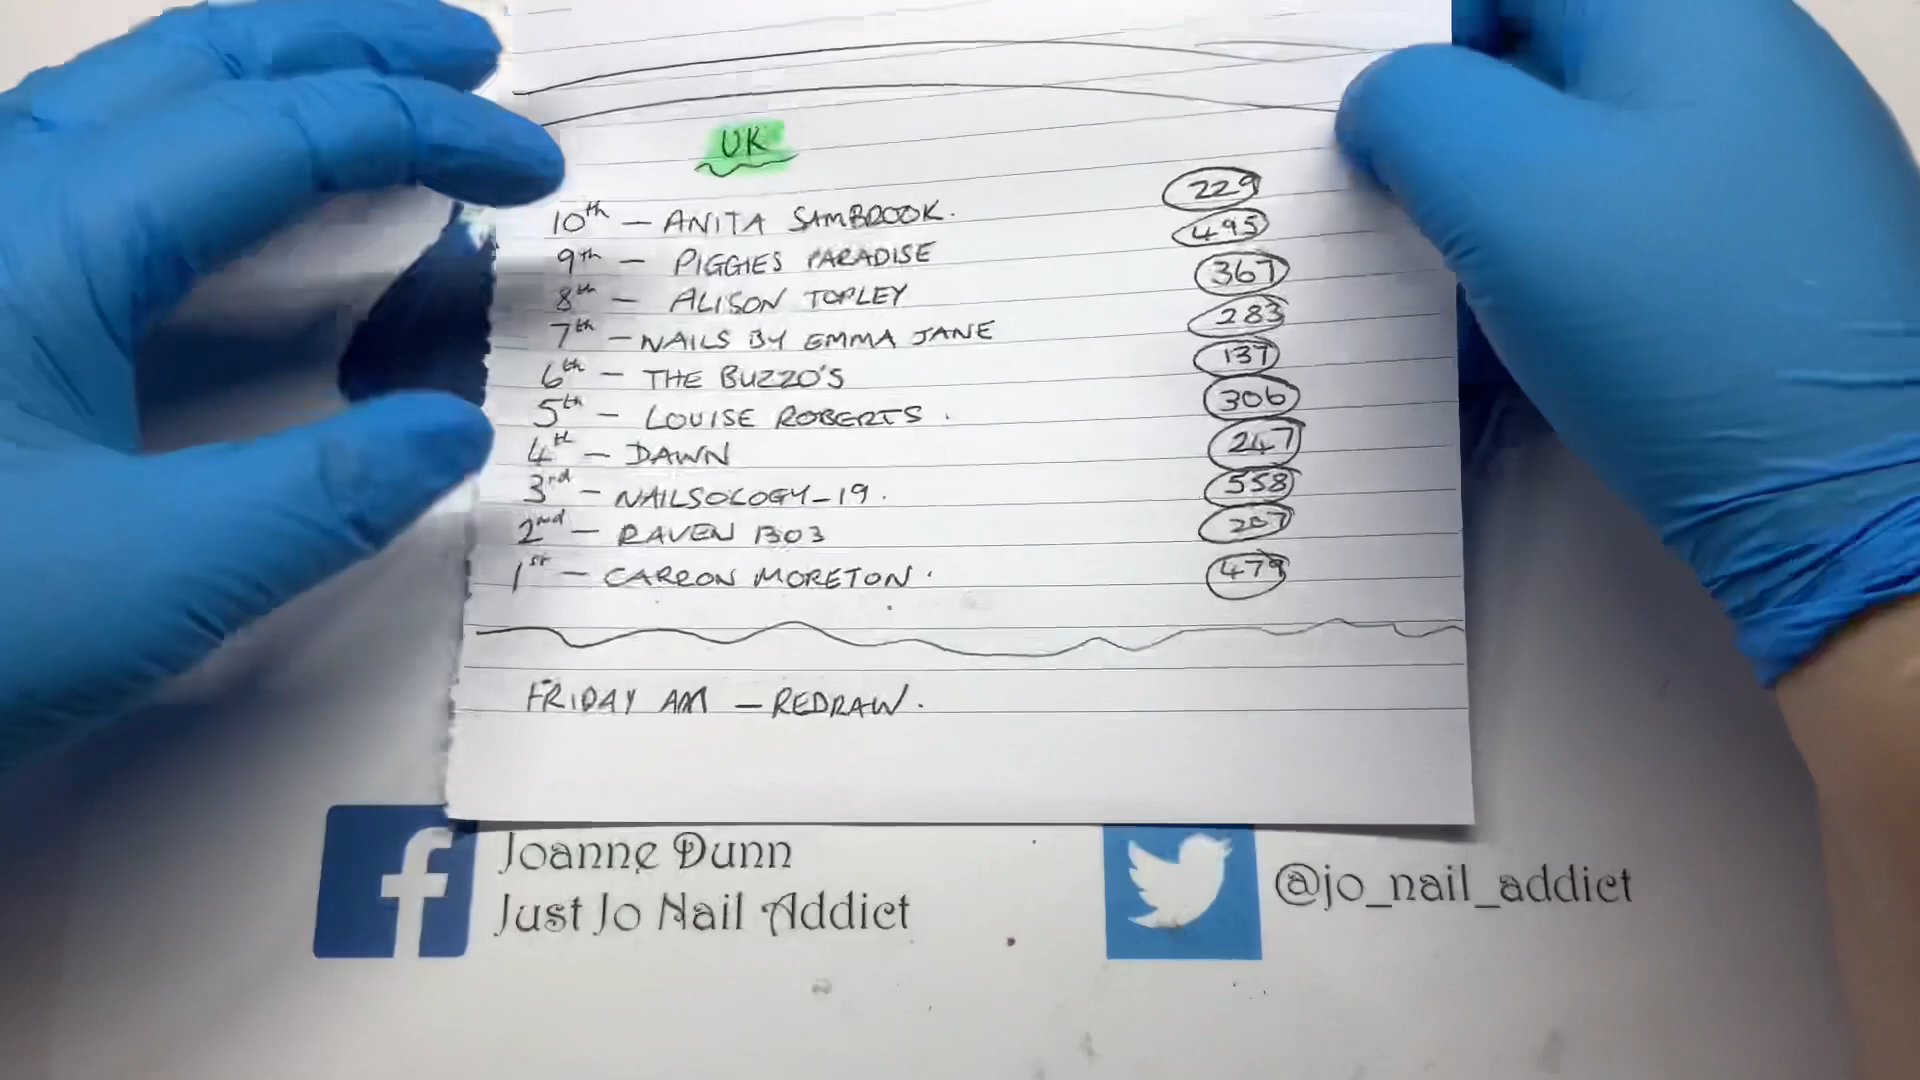 UK
10th — ANITA SAMBROOK. 229
9th — PIGGIES PARADISE 495
8th — ALISON TOPLEY 367
7th — NAILS BY EMMA JANE 283
6th — THE BUZZO'S 137
5th — LOUISE ROBERTS. 306
4th — DAWN 247
3rd — NAILSOLOGY_19. 558
2nd — RAVEN B03 207
1st — CARRON MORETON. 479
FRIDAY AM — REDRAW.
Joanne Dunn
Just Jo Nail Addict
@jo_nail_addict